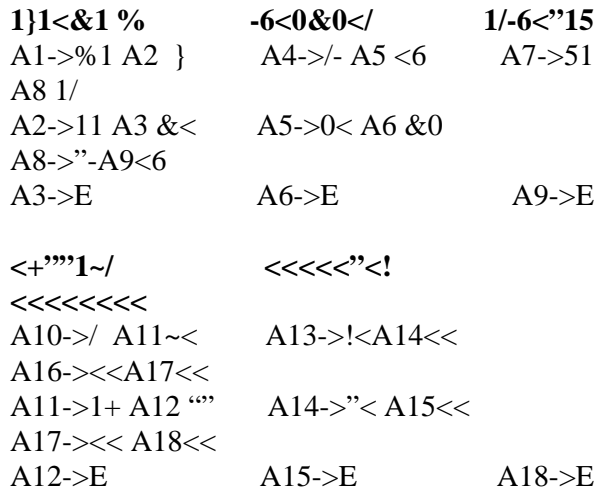 1}1<&1 % -6<0&0</ 1/-6<”15
A1->%1 A2 } A4->/- A5 <6 A7->51
A8 1/
A2->11 A3 &< A5->0< A6 &0
A8->”-A9<6
A3->E A6->E A9->E
<+””1~/ <<<<<”<!
<<<<<<<<
A10->/ A11~< A13->!<A14<<
A16-><<A17<<
A11->1+ A12 “” A14->”< A15<<
A17-><< A18<<
A12->E A15->E A18->E